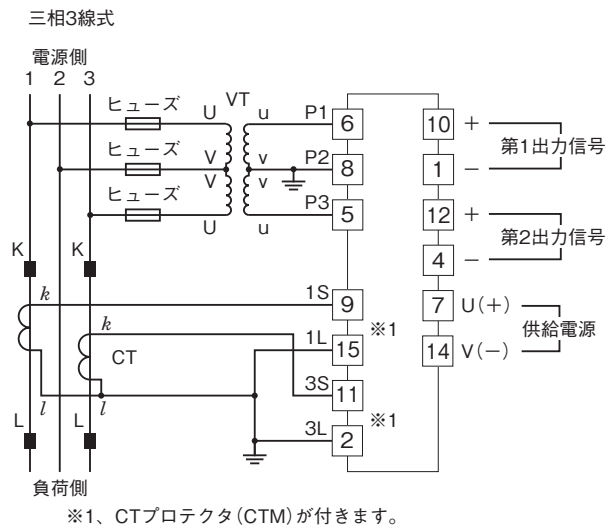 三相3線式
電源側
1 2 3
ヒューズ U VT u P1 6 10 +
第1出力信号
ヒューズ V v P2 8 1 −
V v
ヒューズ U u P3 5 12 +
第2出力信号
4 −
K K
k 1S 9 7 U(+)
※1 供給電源
k CT 1L 15 14 V(−)
l l 3S 11
※1
L L 3L 2
負荷側
※1、CTプロテクタ(CTM)が付きます。